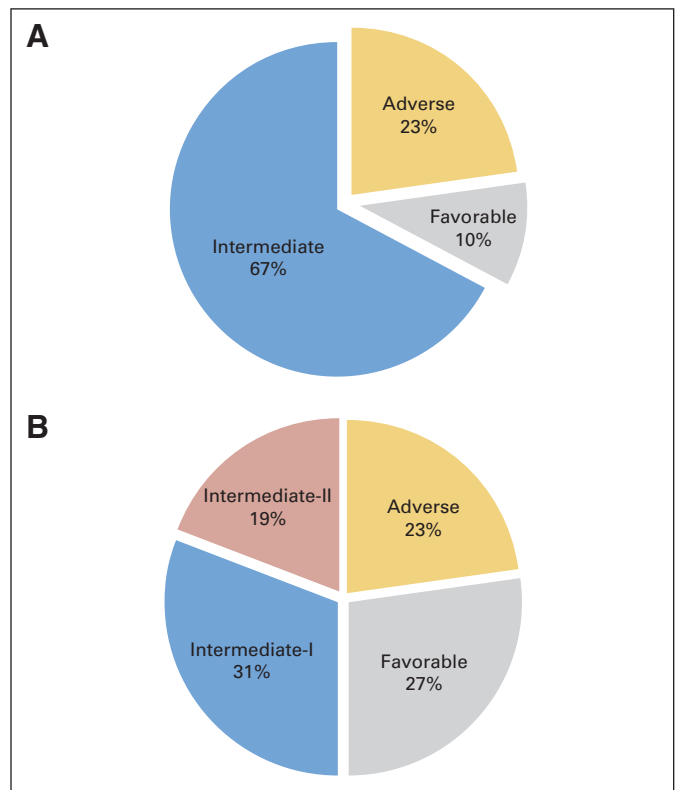 A
Adverse
23%
Favorable
10%
Intermediate
67%
B
Intermediate-II
19%
Adverse
23%
Intermediate-I
31%
Favorable
27%